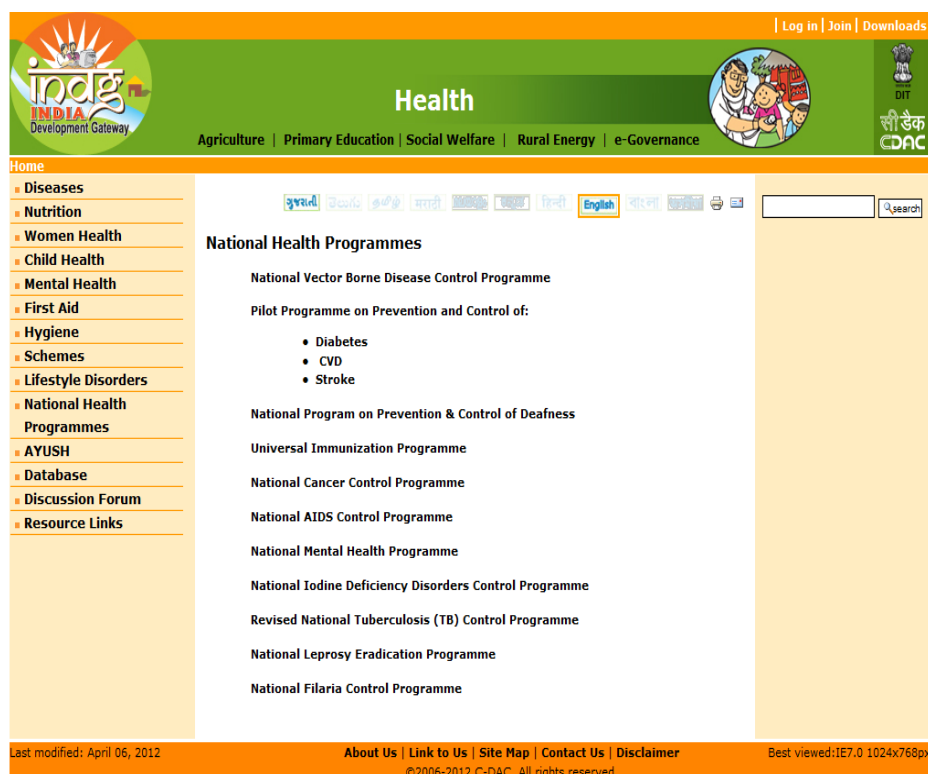 | Log in | Join | Downloads
indg
INDIA
Development Gateway
Health
DIT
सी डैक
CDAC
Agriculture | Primary Education | Social Welfare | Rural Energy | e-Governance
Home
Diseases
Nutrition
Women Health
Child Health
Mental Health
First Aid
Hygiene
Schemes
Lifestyle Disorders
National Health
Programmes
AYUSH
Database
Discussion Forum
Resource Links
ગુજરાતી తెలుగు தமிழ் मराठी हिन्दी English বাংলা
search
National Health Programmes
National Vector Borne Disease Control Programme
Pilot Programme on Prevention and Control of:
• Diabetes
• CVD
• Stroke
National Program on Prevention & Control of Deafness
Universal Immunization Programme
National Cancer Control Programme
National AIDS Control Programme
National Mental Health Programme
National Iodine Deficiency Disorders Control Programme
Revised National Tuberculosis (TB) Control Programme
National Leprosy Eradication Programme
National Filaria Control Programme
Last modified: April 06, 2012
About Us | Link to Us | Site Map | Contact Us | Disclaimer
Best viewed:IE7.0 1024x768px
©2006-2012 C-DAC. All rights reserved